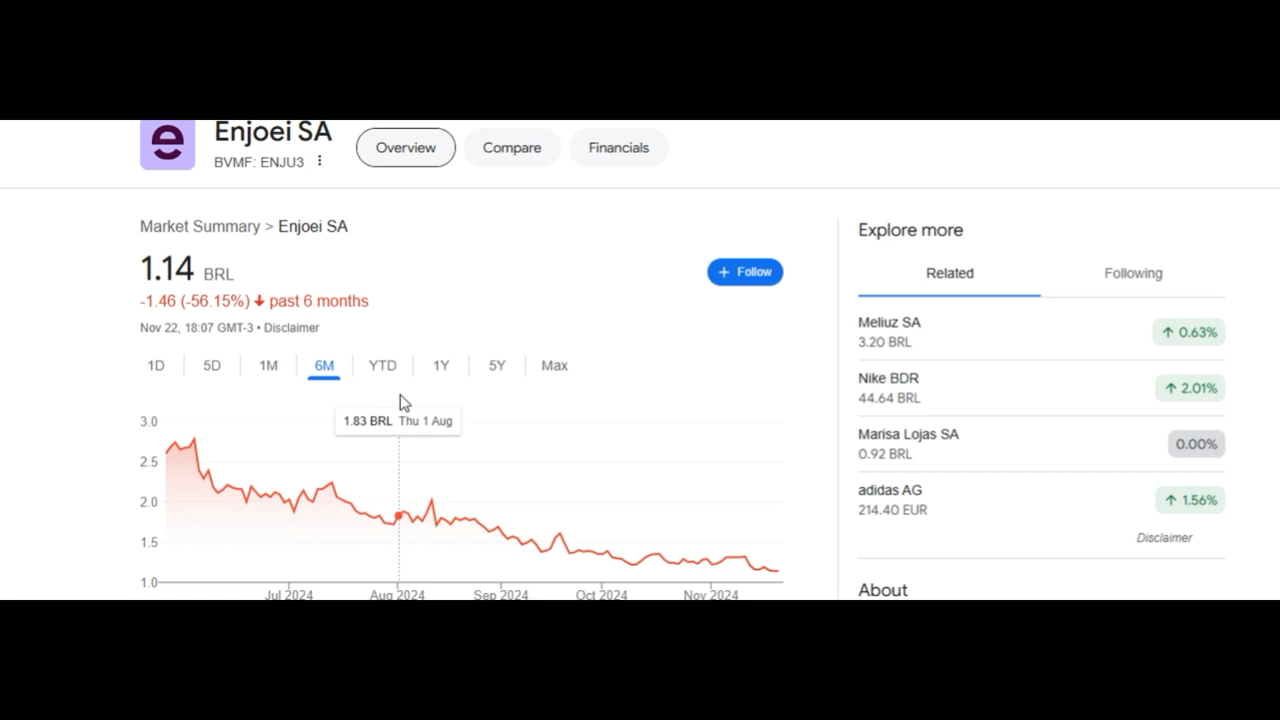 e
Enjoei SA
BVMF: ENJU3
Overview
Compare
Financials
Market Summary > Enjoei SA
1.14 BRL
-1.46 (-56.15%) ↓ past 6 months
Nov 22, 18:07 GMT-3 • Disclaimer
+ Follow
1D 5D 1M 6M YTD 1Y 5Y Max
1.83 BRL Thu 1 Aug
3.0
2.5
2.0
1.5
1.0
Jul 2024 Aug 2024 Sep 2024 Oct 2024 Nov 2024
Explore more
Related Following
Meliuz SA
3.20 BRL
↑ 0.63%
Nike BDR
44.64 BRL
↑ 2.01%
Marisa Lojas SA
0.92 BRL
0.00%
adidas AG
214.40 EUR
↑ 1.56%
Disclaimer
About